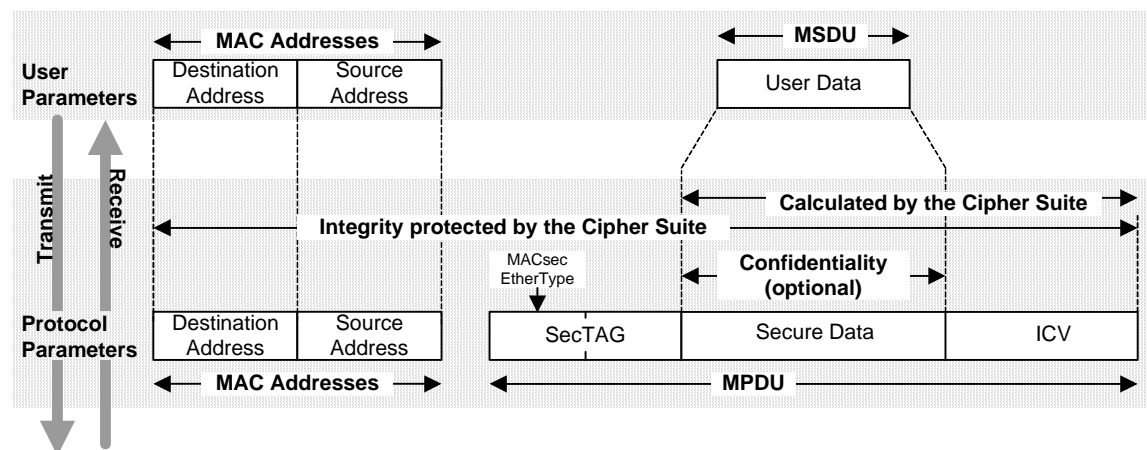 MAC Addresses
MSDU
User
Parameters
Destination
Address
Source
Address
User Data
Transmit
Receive
Calculated by the Cipher Suite
Integrity protected by the Cipher Suite
MACsec
EtherType
Confidentiality
(optional)
Protocol
Parameters
Destination
Address
Source
Address
SecTAG
Secure Data
ICV
MAC Addresses
MPDU